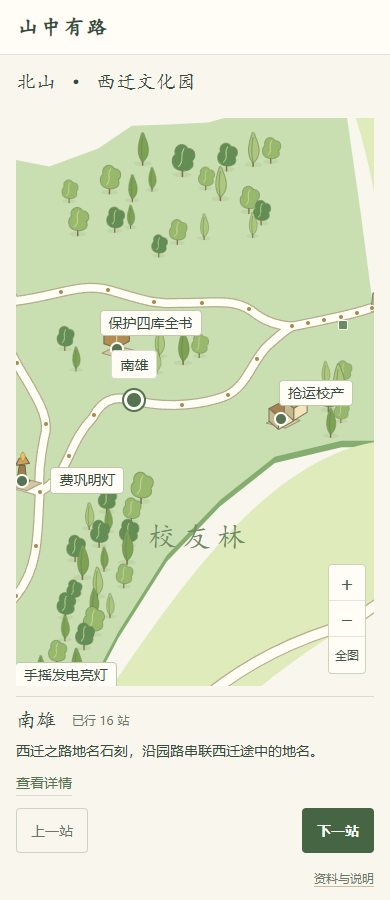 山中有路
北山 • 西迁文化园
保护四库全书
南雄
抢运校产
费巩明灯
校友林
+
−
全图
手摇发电亮灯
南雄 已行 16 站
西迁之路地名石刻，沿园路串联西迁途中的地名。
查看详情
上一站
下一站
资料与说明